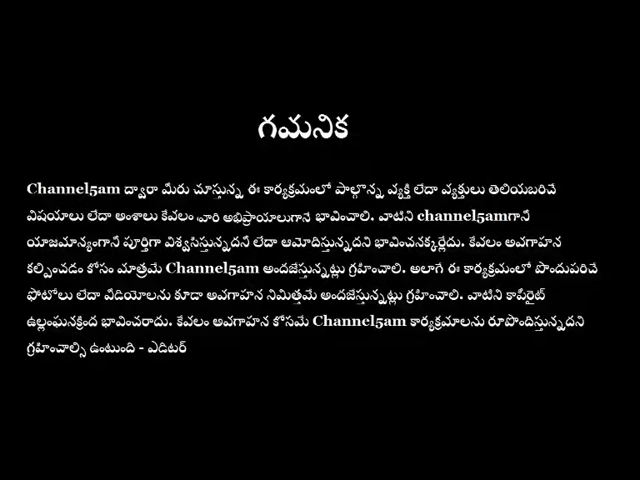 గమనిక
Channel5am ద్వారా మీరు చూస్తున్న ఈ కార్యక్రమంలో పాల్గొన్న వ్యక్తి లేదా వ్యక్తులు తెలియబరిచే
విషయాలు లేదా అంశాలు కేవలం వారి అభిప్రాయాలుగానే భావించాలి. వాటిని channel5amగానీ
యాజమాన్యంగానీ పూర్తిగా విశ్వసిస్తున్నదనీ లేదా ఆమోదిస్తున్నదని భావించనక్కర్లేదు. కేవలం అవగాహన
కల్పించడం కోసం మాత్రమే Channel5am అందజేస్తున్నట్లు గ్రహించాలి. అలాగే ఈ కార్యక్రమంలో పొందుపరిచే
ఫోటోలు లేదా వీడియోలను కూడా అవగాహన నిమిత్తమే అందజేస్తున్నట్లు గ్రహించాలి. వాటిని కాపీరైట్
ఉల్లంఘనక్రింద భావించరాదు. కేవలం అవగాహన కోసమే Channel5am కార్యక్రమాలను రూపొందిస్తున్నదని
గ్రహించాల్సి ఉంటుంది - ఎడిటర్